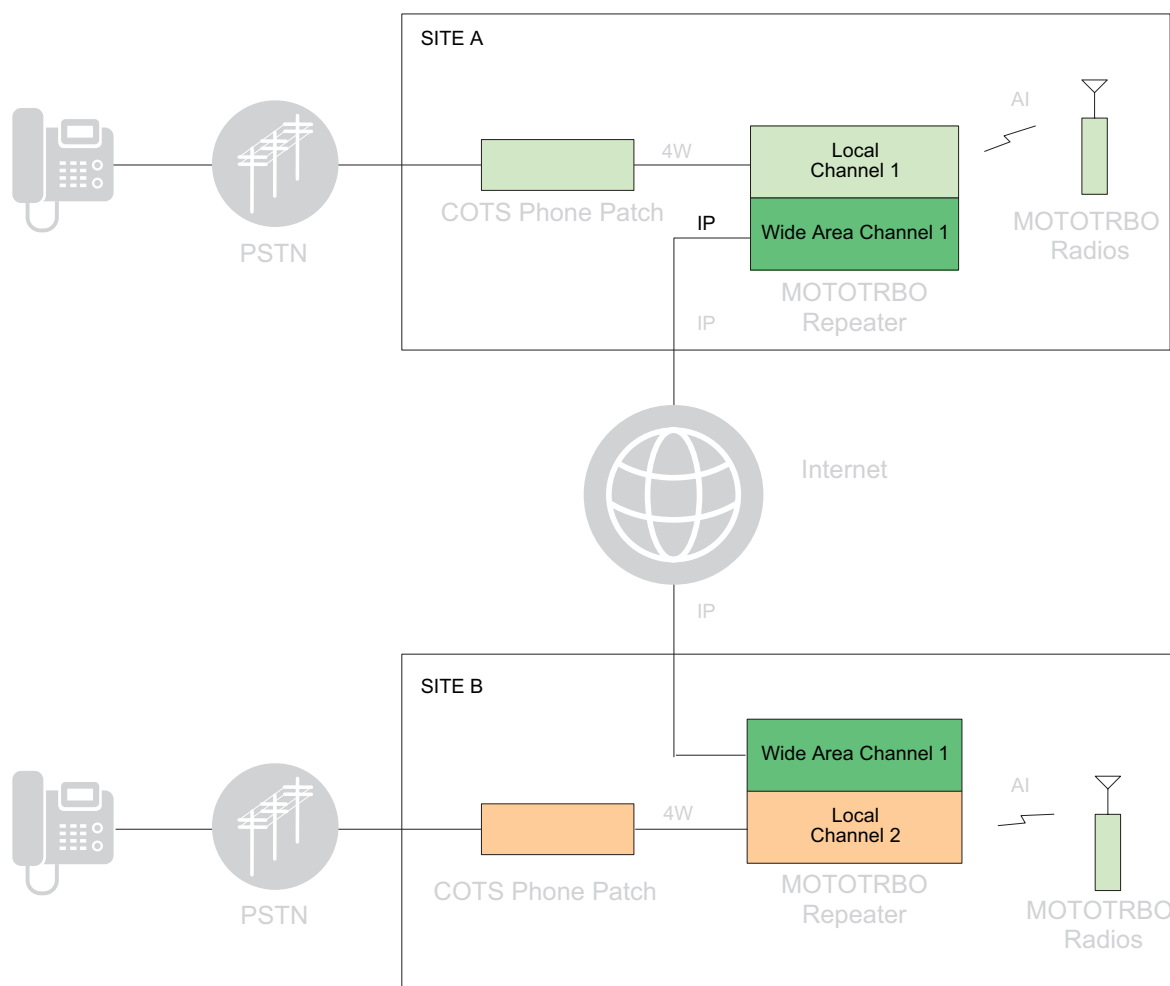 SITE A
AI
4W
Local
Channel 1
COTS Phone Patch
IP
Wide Area Channel 1
MOTOTRBO
Radios
PSTN
MOTOTRBO
Repeater
IP
Internet
IP
SITE B
Wide Area Channel 1
AI
4W
Local
Channel 2
COTS Phone Patch
MOTOTRBO
Repeater
PSTN
MOTOTRBO
Radios